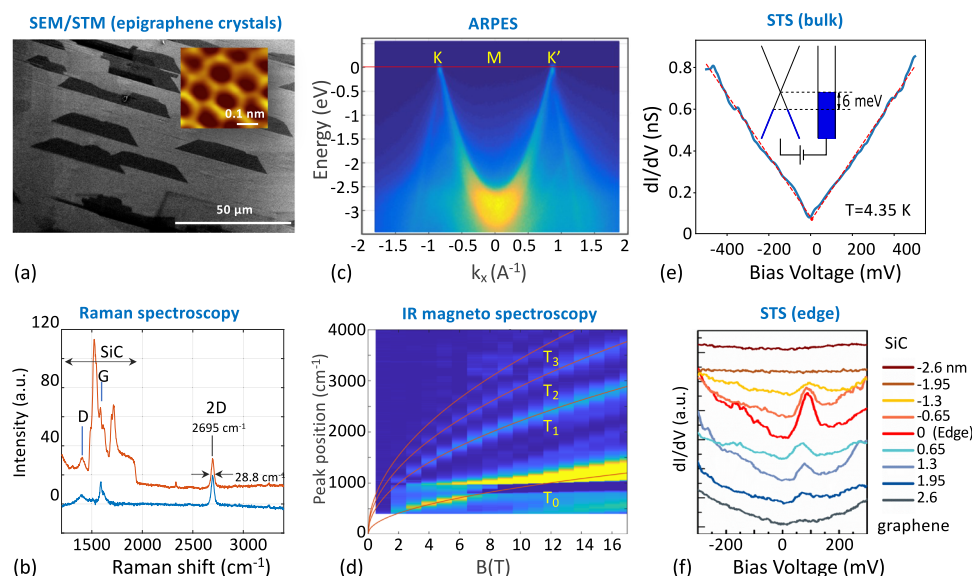 SEM/STM (epigraphene crystals)
0.1 nm
50 µm
(a)
ARPES
K M K’
Energy (eV)
0
-0.5
-1
-1.5
-2
-2.5
-3
-2 -1.5 -1 -0.5 0 0.5 1 1.5 2
kx (A-1)
(c)
STS (bulk)
dI/dV (nS)
0.8
0.6
0.4
0.2
0
6 meV
T=4.35 K
-400 -200 0 200 400
Bias Voltage (mV)
(e)
Raman spectroscopy
Intensity (a.u.)
120
80
40
0
SiC
G
D
2D
2695 cm-1
28.8 cm-1
1500 2500 3400
Raman shift (cm-1)
(b)
IR magneto spectroscopy
Peak position (cm-1)
4000
3000
2000
1000
0
T3
T2
T1
T0
0 2 4 6 8 10 12 14 16
B(T)
(d)
STS (edge)
dI/dV (a.u.)
SiC
-2.6 nm
-1.95
-1.3
-0.65
0 (Edge)
0.65
1.3
1.95
2.6
graphene
-200 0 200
Bias Voltage (mV)
(f)